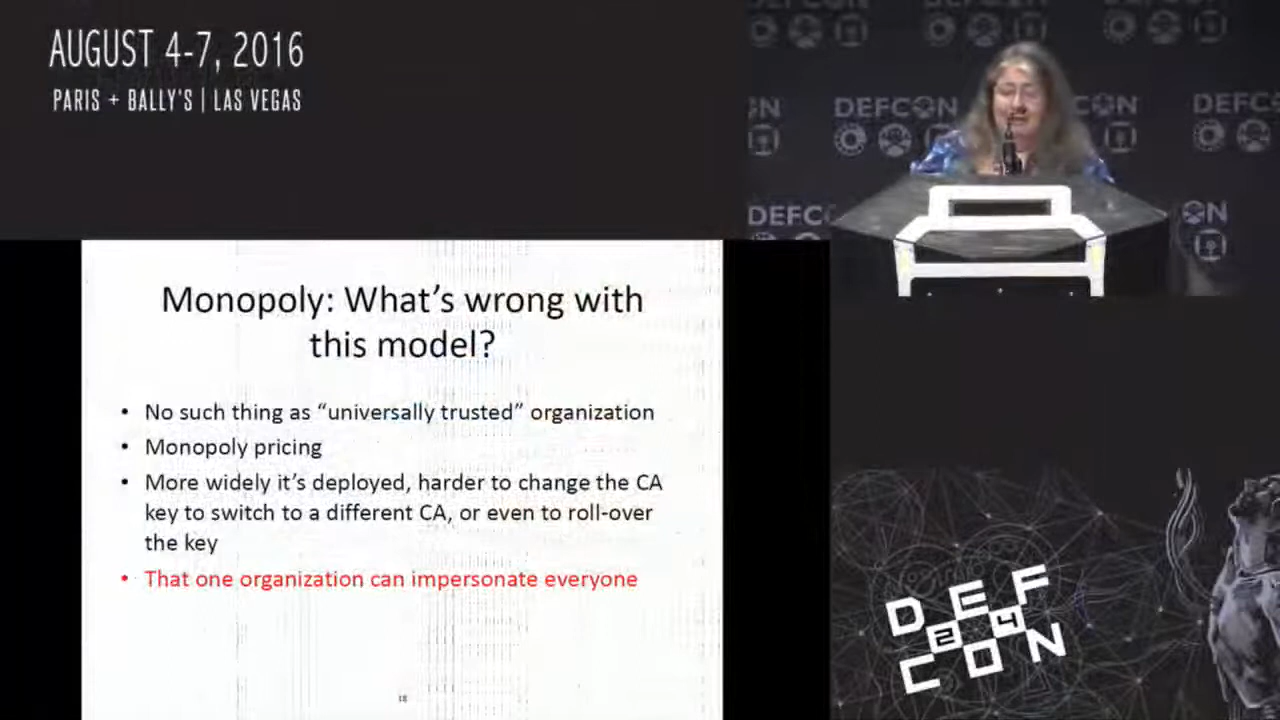 AUGUST 4-7, 2016
PARIS + BALLY'S | LAS VEGAS
DEFCON
DEFC
Monopoly: What's wrong with
this model?
• No such thing as “universally trusted” organization
• Monopoly pricing
• More widely it's deployed, harder to change the CA
key to switch to a different CA, or even to roll-over
the key
• That one organization can impersonate everyone
18
DEF
24
CON